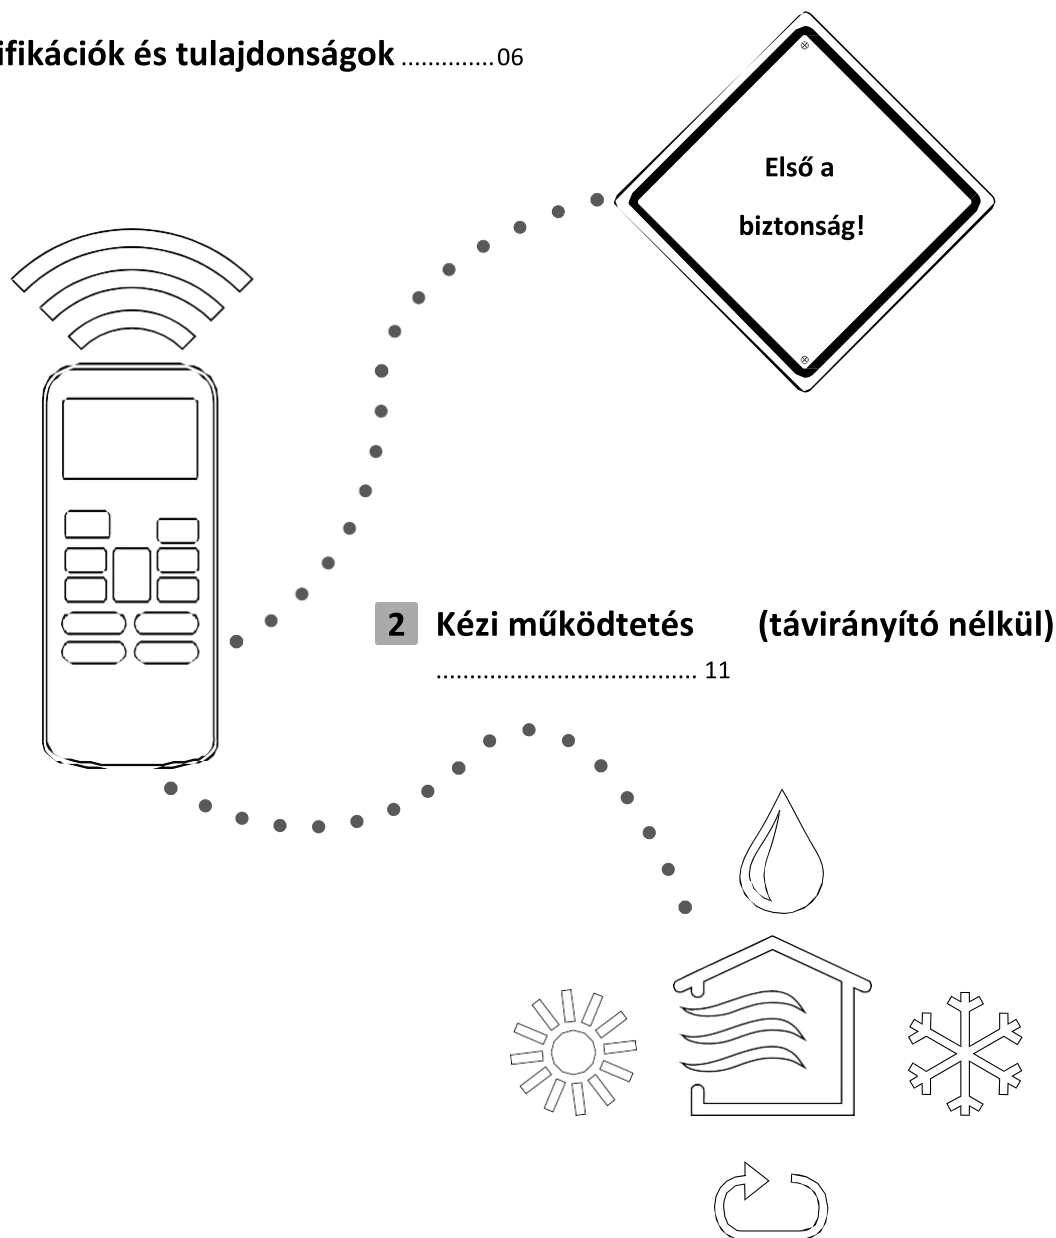 ifikációk és tulajdonságok ..............06
Első a
biztonság!
2 Kézi működtetés (távirányító nélkül)
....................................... 11